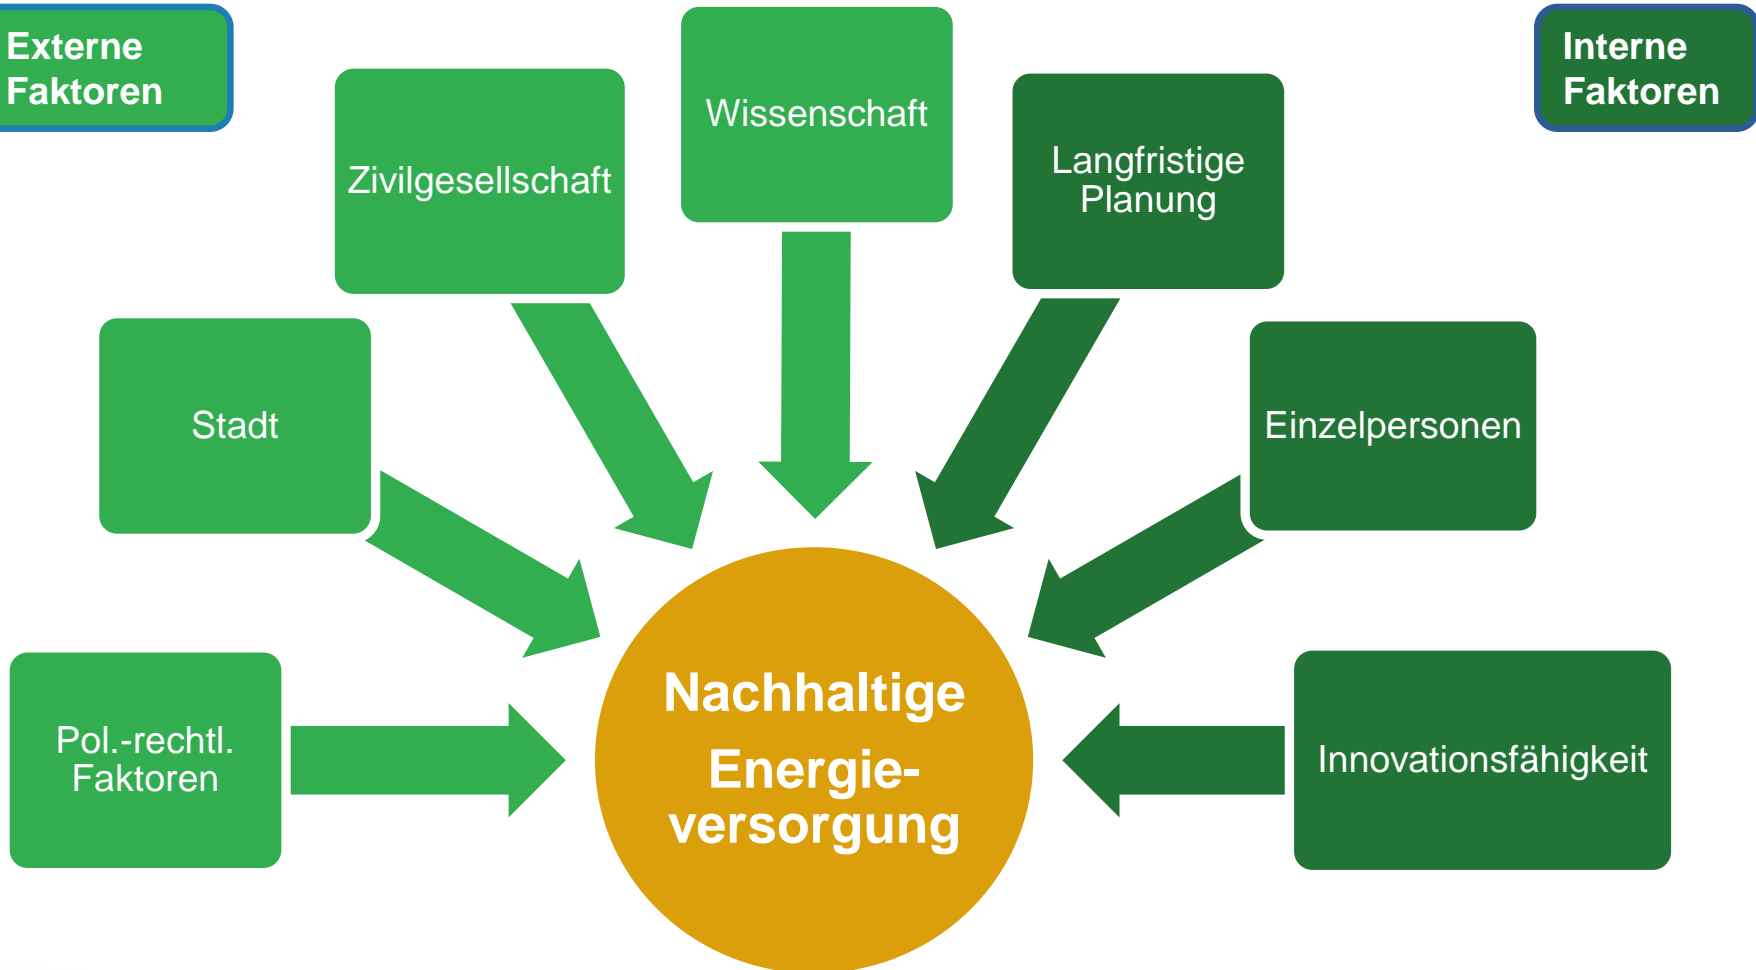 Externe
Faktoren
Interne
Faktoren
Wissenschaft
Zivilgesellschaft
Langfristige
Planung
Stadt
Einzelpersonen
Pol.-rechtl.
Faktoren
Nachhaltige
Energie-
versorgung
Innovationsfähigkeit